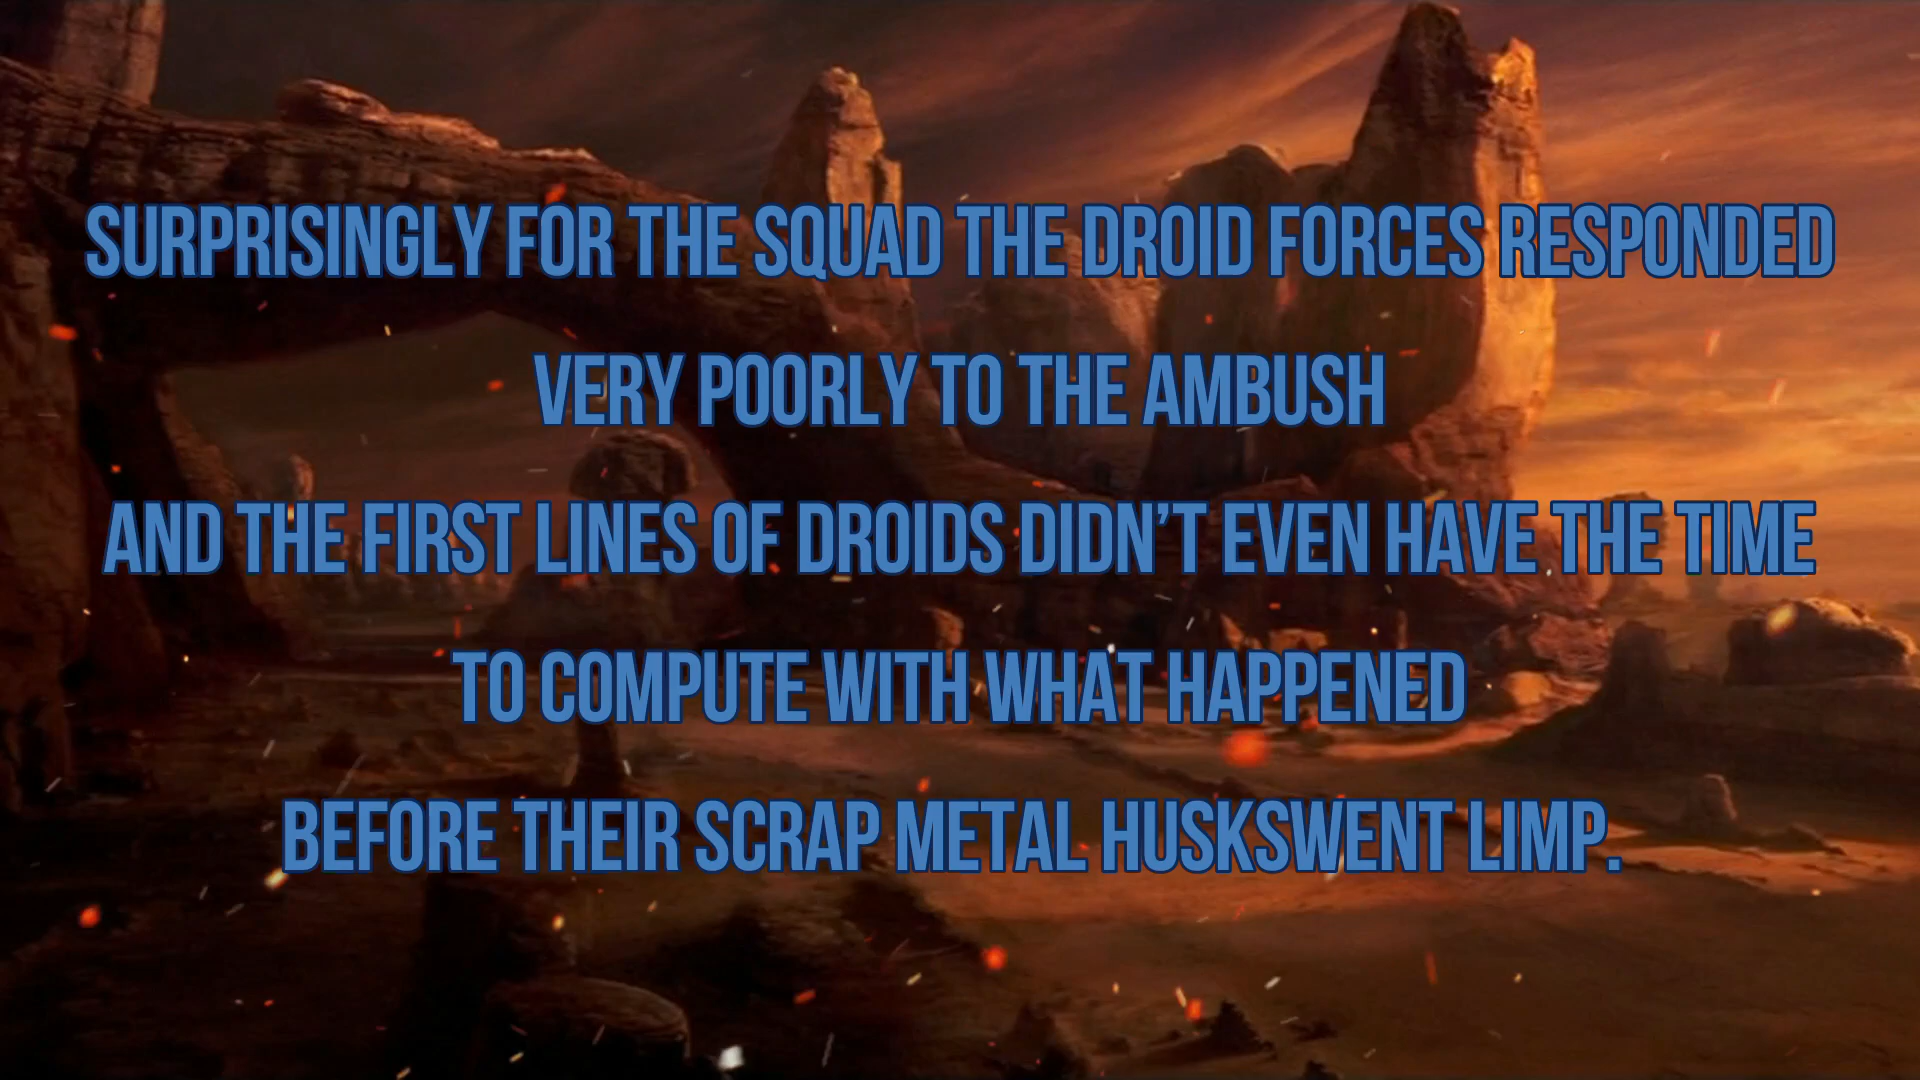 SURPRISINGLY FOR THE SQUAD THE DROID FORCES RESPONDED
VERY POORLY TO THE AMBUSH
AND THE FIRST LINES OF DROIDS DIDN'T EVEN HAVE THE TIME
TO COMPUTE WITH WHAT HAPPENED
BEFORE THEIR SCRAP METAL HUSKSWENT LIMP.